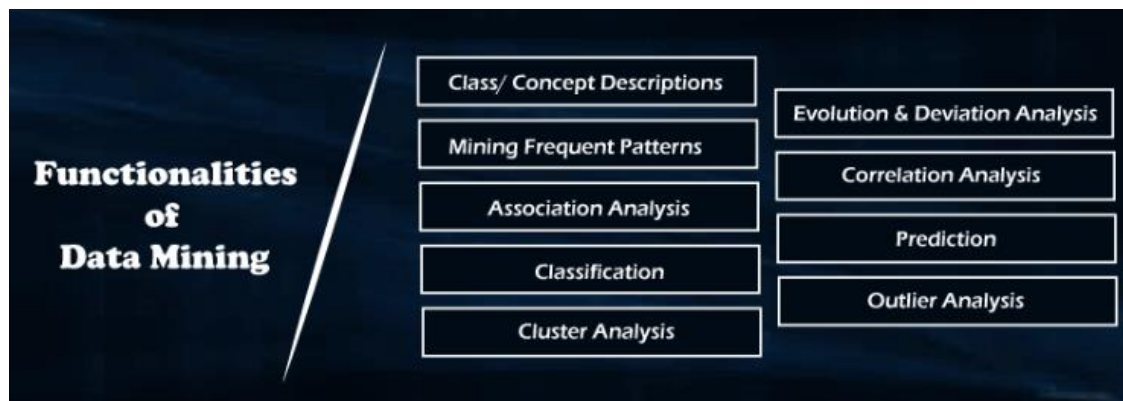 Functionalities
of
Data Mining
Class/ Concept Descriptions
Mining Frequent Patterns
Association Analysis
Classification
Cluster Analysis
Evolution & Deviation Analysis
Correlation Analysis
Prediction
Outlier Analysis